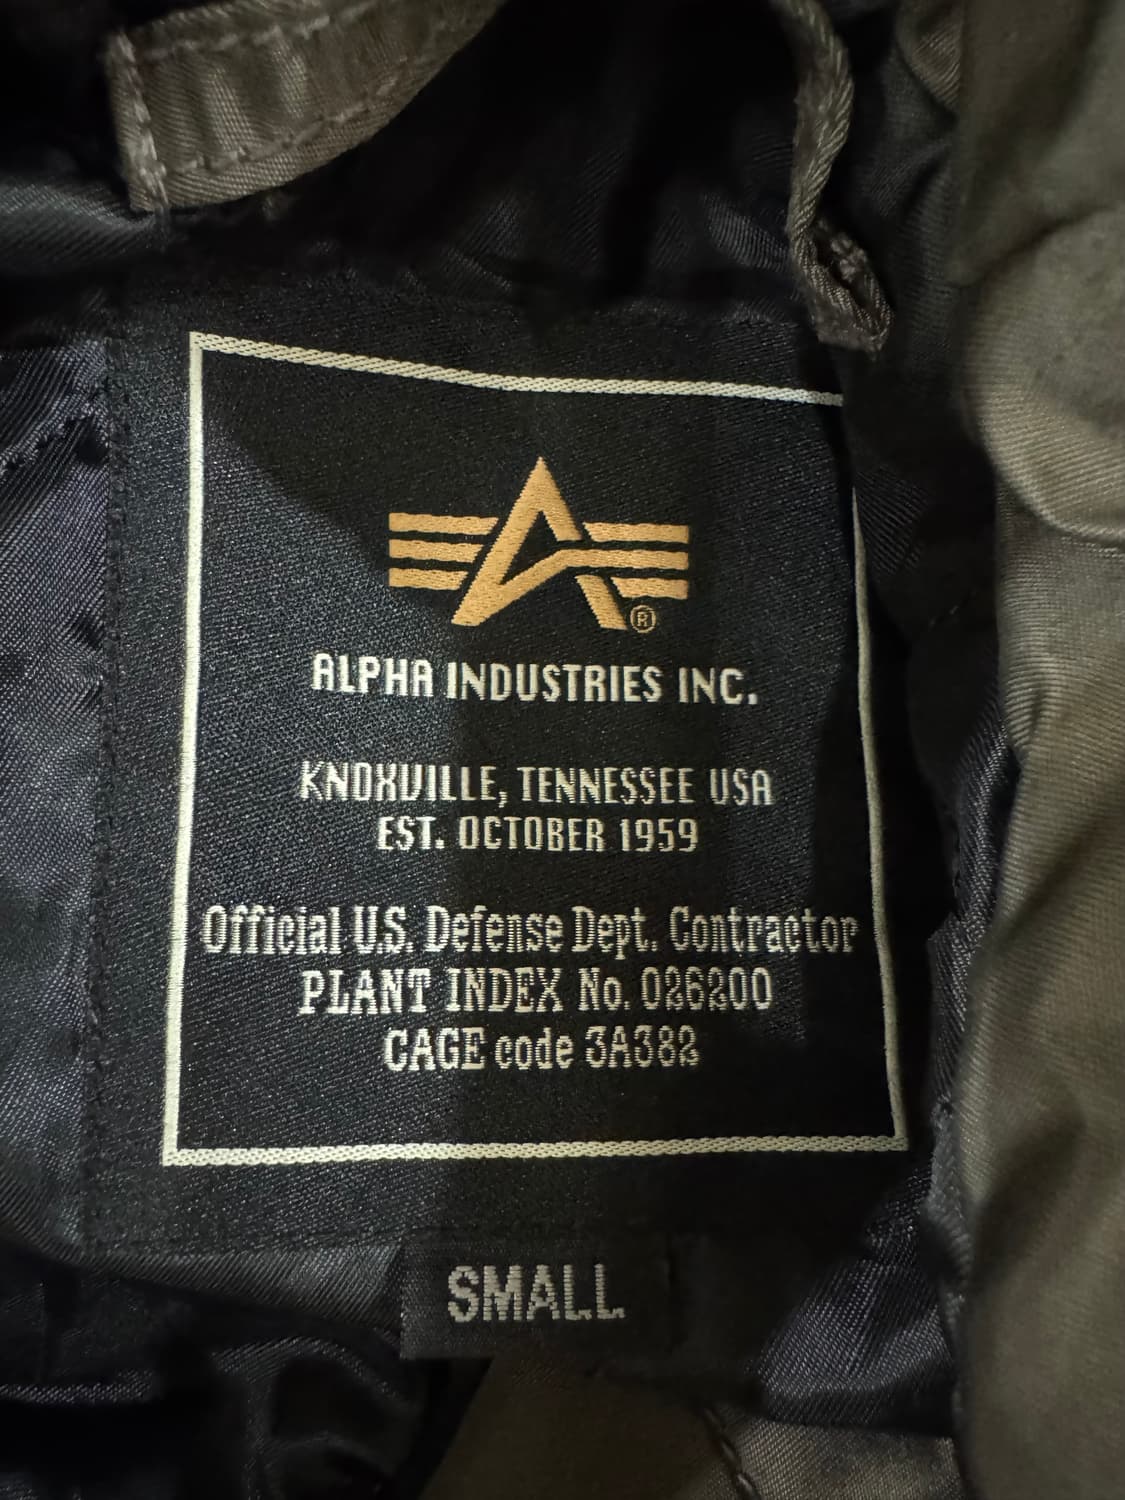 ®
ALPHA INDUSTRIES INC.
KNOXVILLE, TENNESSEE USA
EST. OCTOBER 1959
Official U.S. Defense Dept. Contractor
PLANT INDEX No. 026200
CAGE code 3A382
SMALL